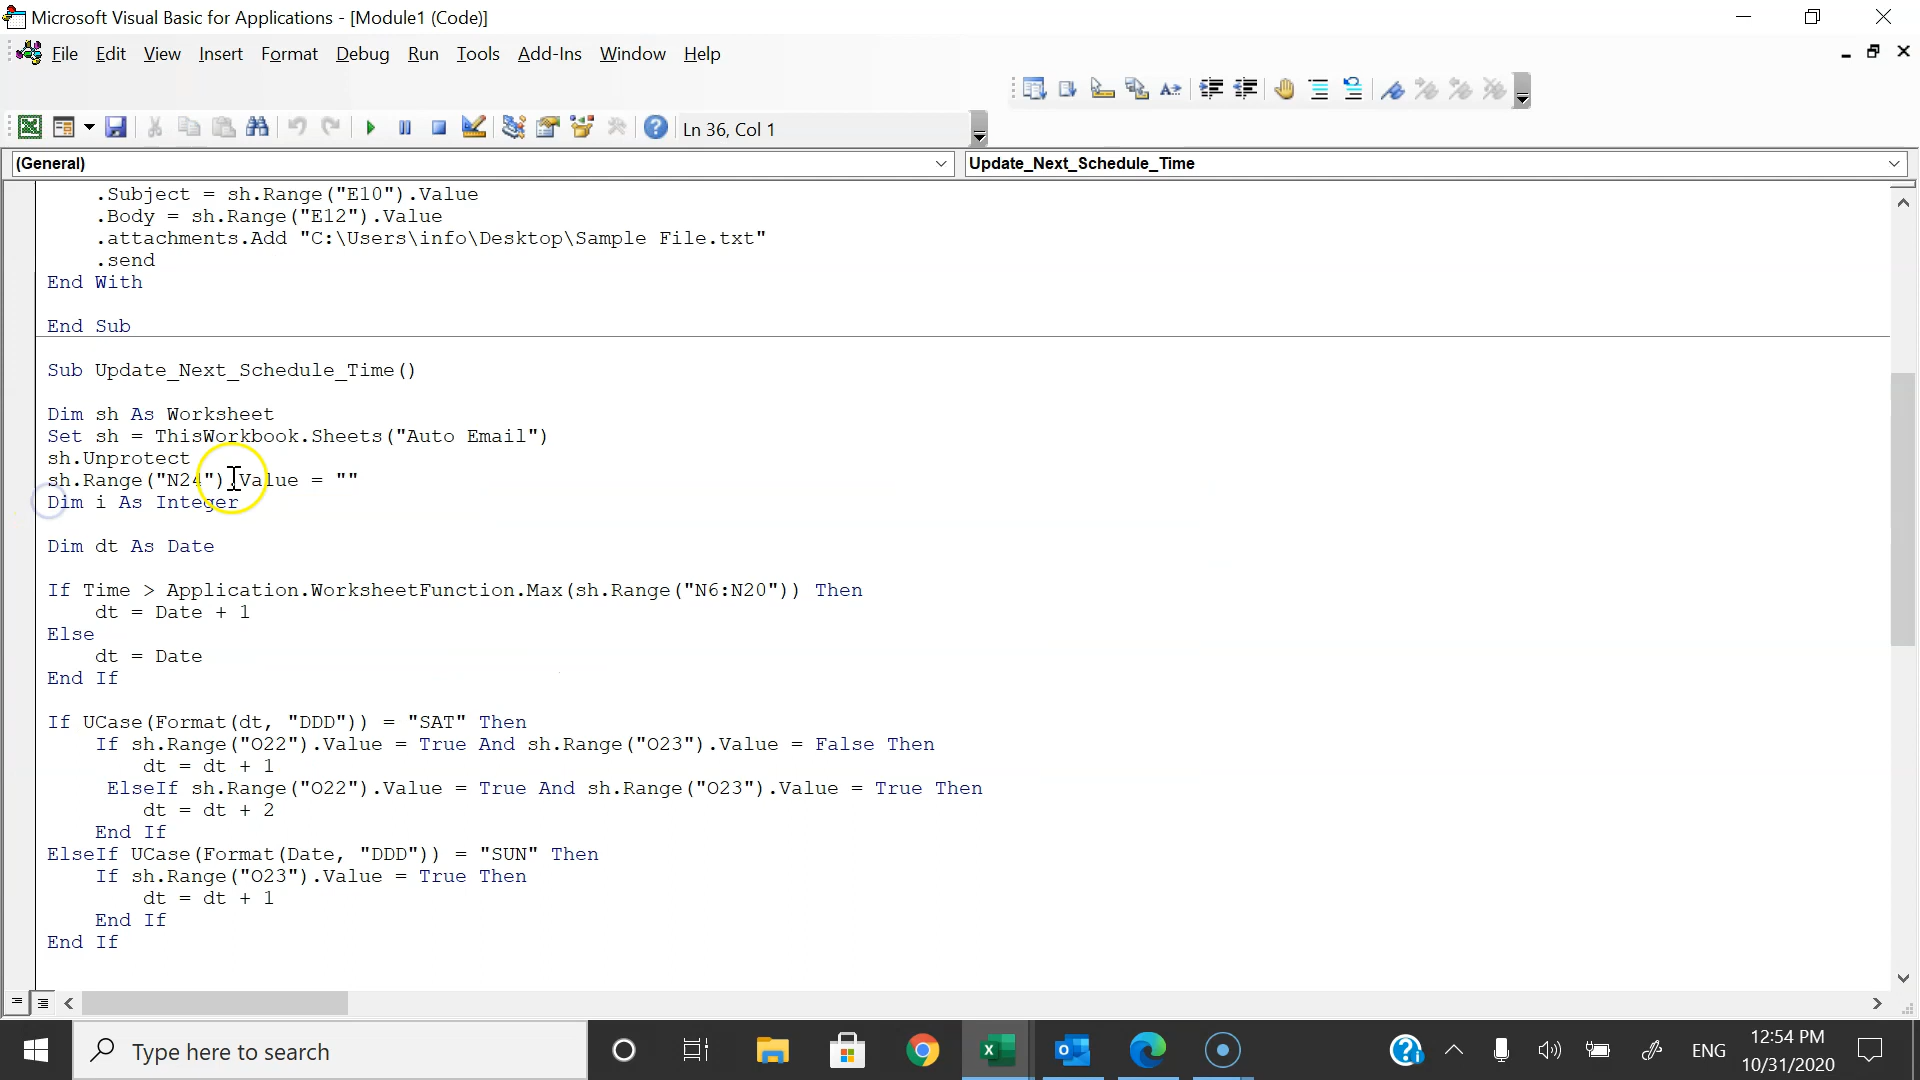 Microsoft Visual Basic for Applications - [Module1 (Code)]
File Edit View Insert Format Debug Run Tools Add-Ins Window Help
Ln 36, Col 1
(General)
Update_Next_Schedule_Time
.Subject = sh.Range("E10").Value
.Body = sh.Range("E12").Value
.attachments.Add "C:\Users\info\Desktop\Sample File.txt"
.send
End With
End Sub
Sub Update_Next_Schedule_Time()
Dim sh As Worksheet
Set sh = ThisWorkbook.Sheets("Auto Email")
sh.Unprotect
sh.Range("N24").Value = ""
Dim i As Integer
Dim dt As Date
If Time > Application.WorksheetFunction.Max(sh.Range("N6:N20")) Then
dt = Date + 1
Else
dt = Date
End If
If UCase(Format(dt, "DDD")) = "SAT" Then
If sh.Range("O22").Value = True And sh.Range("O23").Value = False Then
dt = dt + 1
ElseIf sh.Range("O22").Value = True And sh.Range("O23").Value = True Then
dt = dt + 2
End If
ElseIf UCase(Format(Date, "DDD")) = "SUN" Then
If sh.Range("O23").Value = True Then
dt = dt + 1
End If
End If
Type here to search
ENG
12:54 PM
10/31/2020